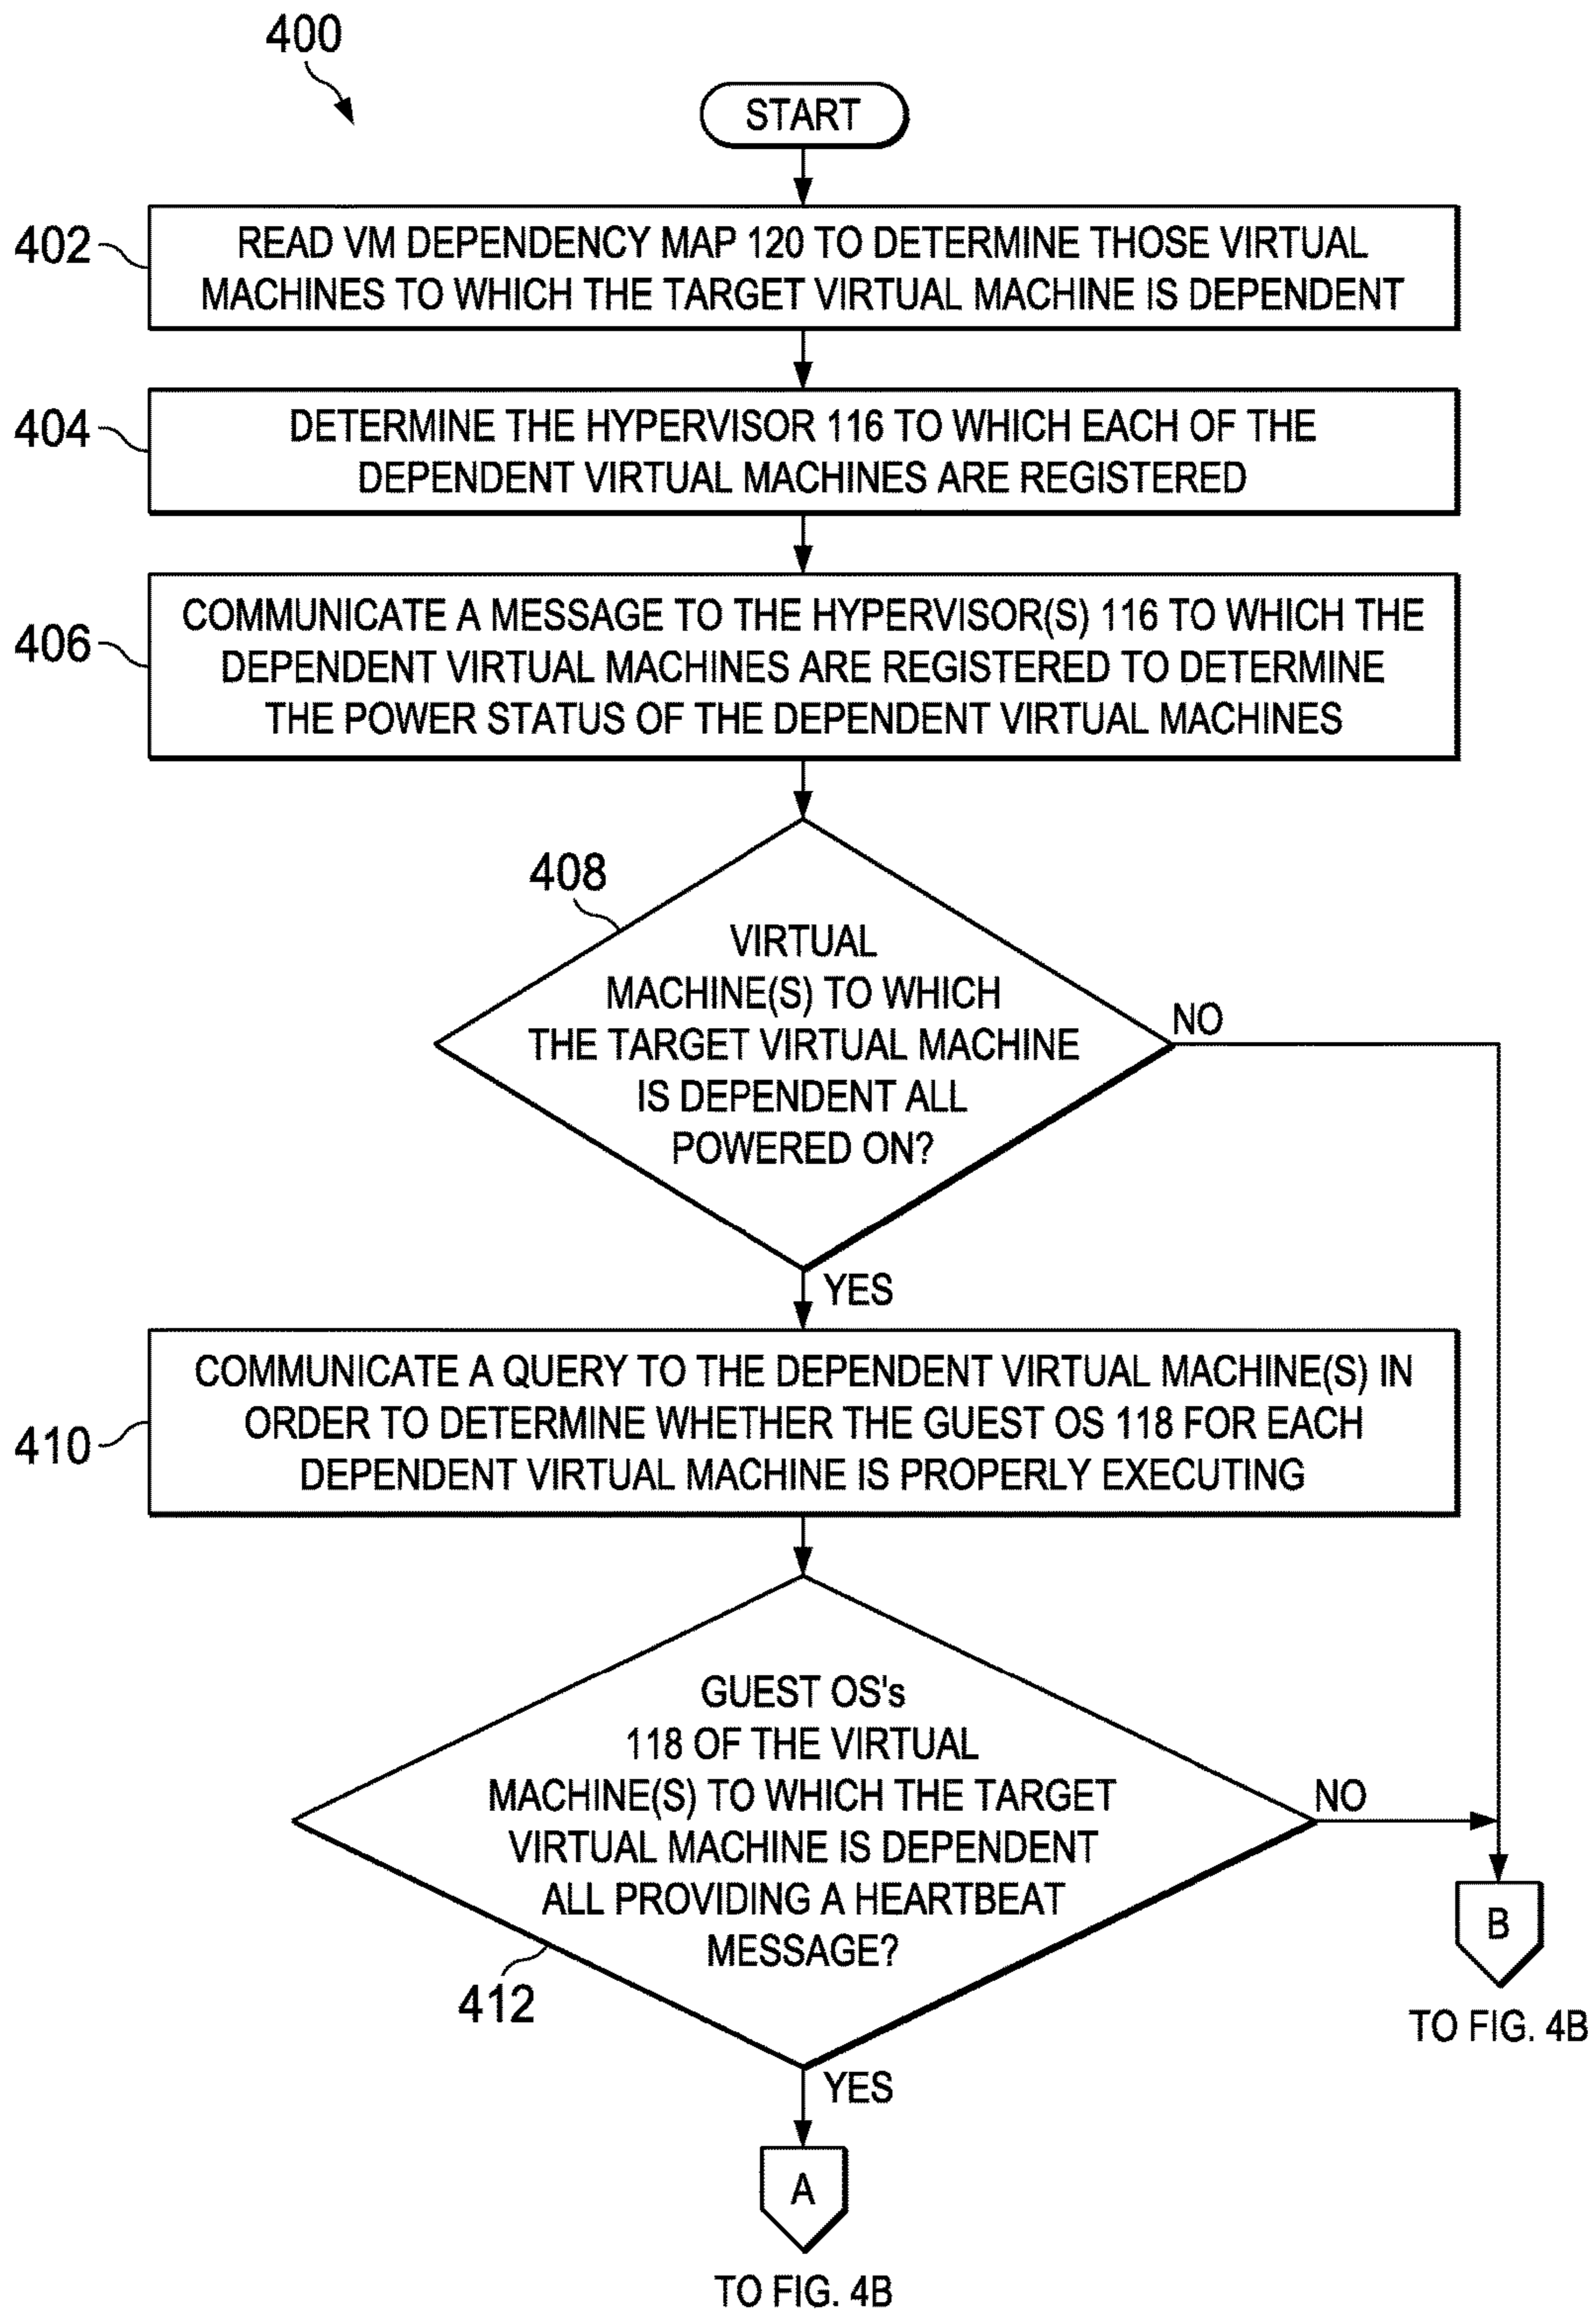 400
START
402
READ VM DEPENDENCY MAP 120 TO DETERMINE THOSE VIRTUAL
MACHINES TO WHICH THE TARGET VIRTUAL MACHINE IS DEPENDENT
404
DETERMINE THE HYPERVISOR 116 TO WHICH EACH OF THE
DEPENDENT VIRTUAL MACHINES ARE REGISTERED
406
COMMUNICATE A MESSAGE TO THE HYPERVISOR(S) 116 TO WHICH THE
DEPENDENT VIRTUAL MACHINES ARE REGISTERED TO DETERMINE
THE POWER STATUS OF THE DEPENDENT VIRTUAL MACHINES
408
VIRTUAL
MACHINE(S) TO WHICH
THE TARGET VIRTUAL MACHINE
IS DEPENDENT ALL
POWERED ON?
NO
YES
410
COMMUNICATE A QUERY TO THE DEPENDENT VIRTUAL MACHINE(S) IN
ORDER TO DETERMINE WHETHER THE GUEST OS 118 FOR EACH
DEPENDENT VIRTUAL MACHINE IS PROPERLY EXECUTING
GUEST OS's
118 OF THE VIRTUAL
MACHINE(S) TO WHICH THE TARGET
VIRTUAL MACHINE IS DEPENDENT
ALL PROVIDING A HEARTBEAT
MESSAGE?
412
NO
B
TO FIG. 4B
YES
A
TO FIG. 4B